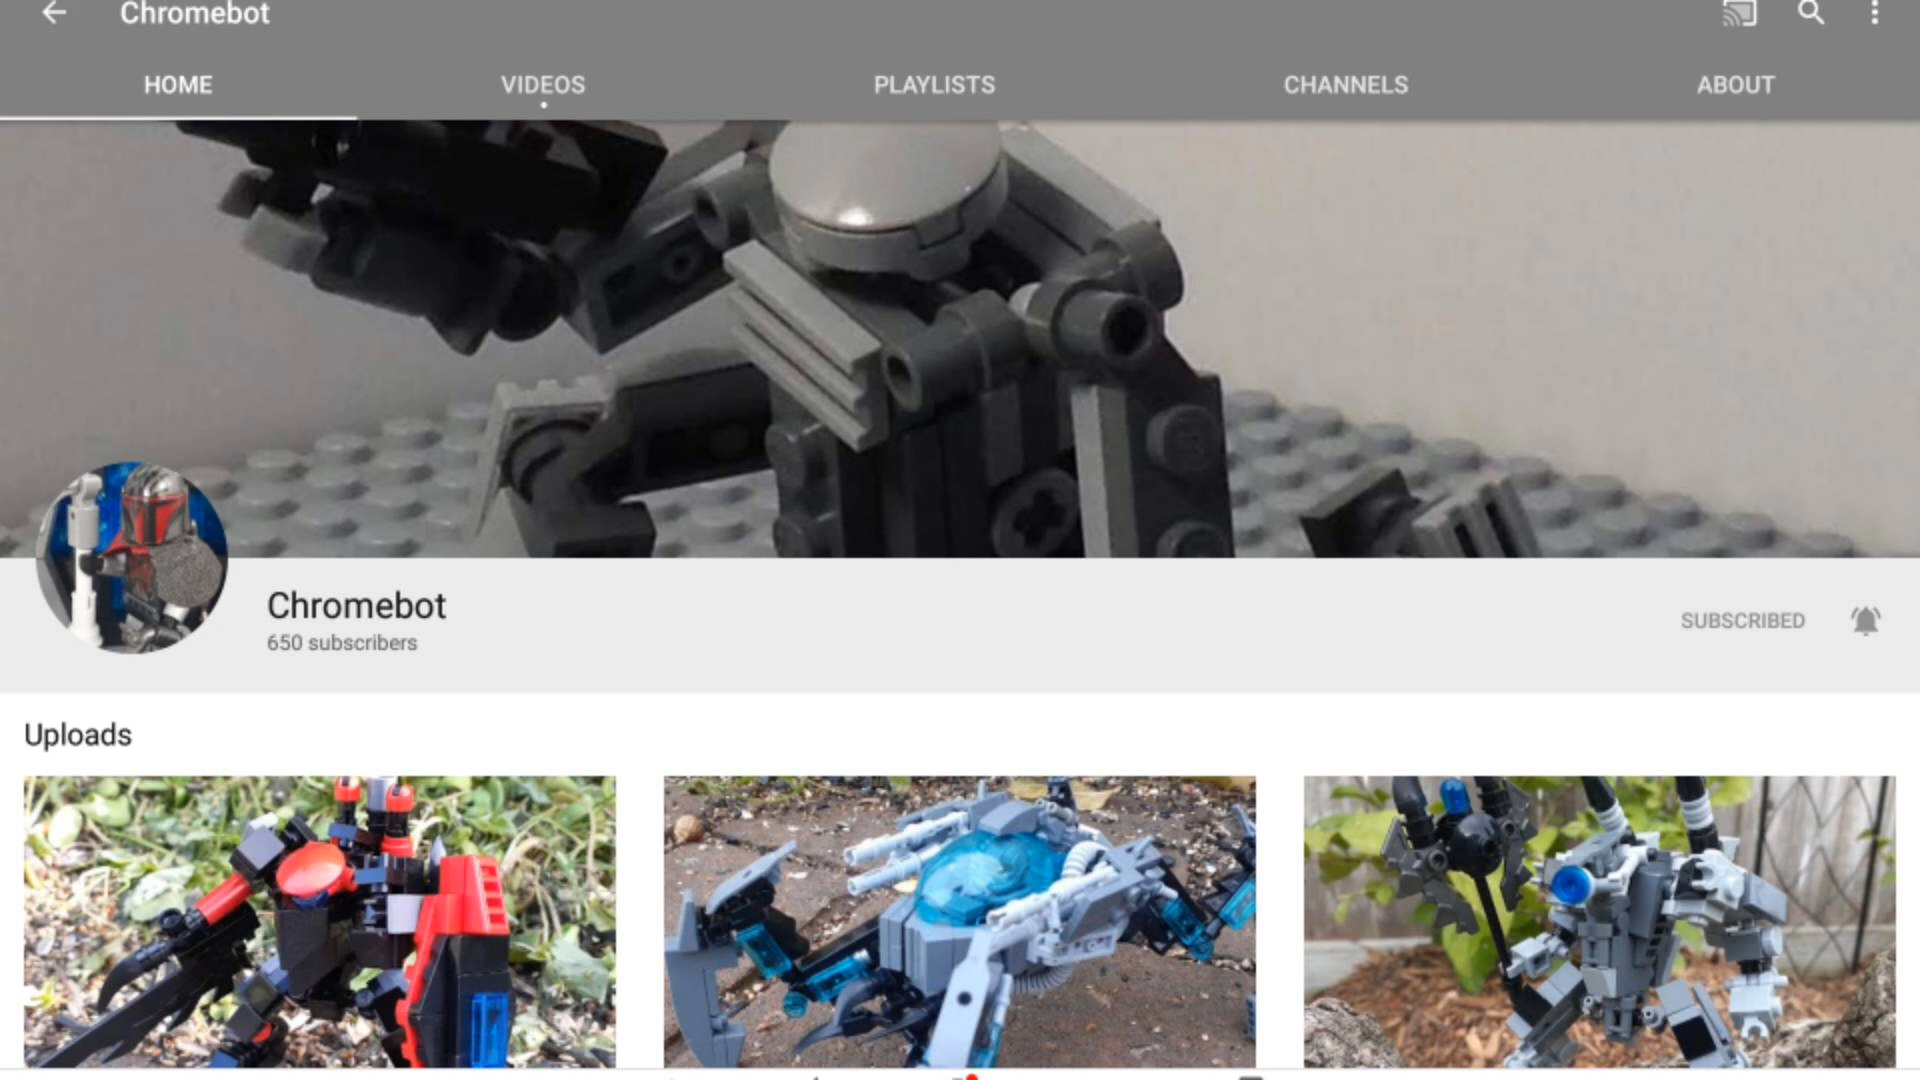 Chromebot
HOME
VIDEOS
PLAYLISTS
CHANNELS
ABOUT
Chromebot
650 subscribers
SUBSCRIBED
Uploads